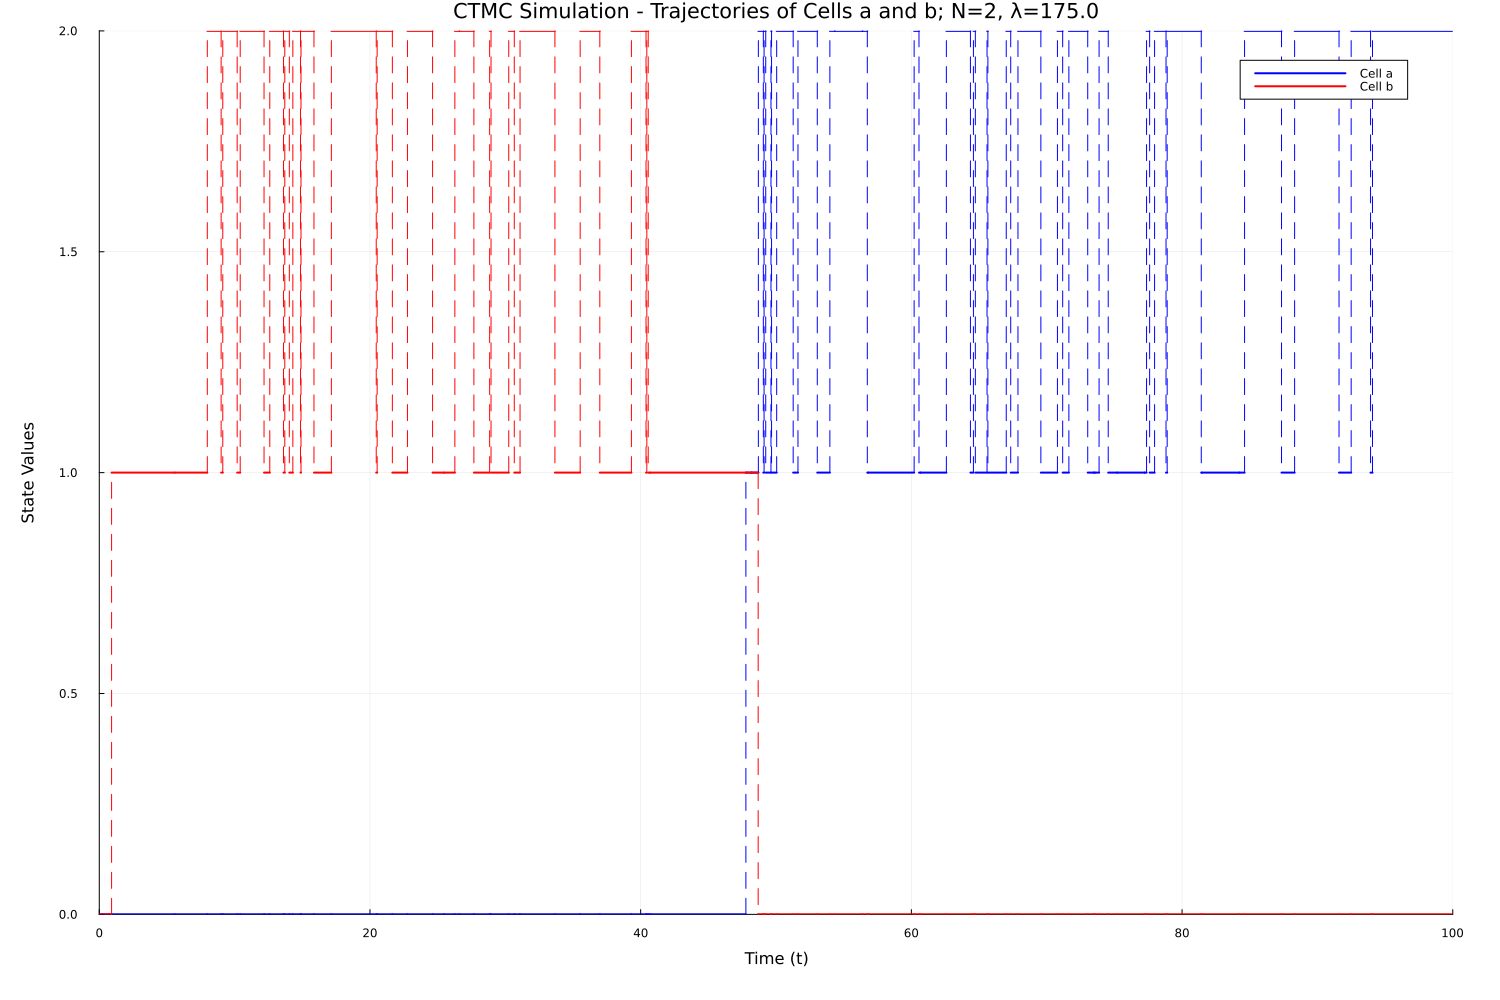 CTMC Simulation - Trajectories of Cells a and b; N=2, λ=175.0
2.0
Cell a
Cell b
1.5
1.0
State Values
0.5
0.0
0 20 40 60 80 100
Time (t)